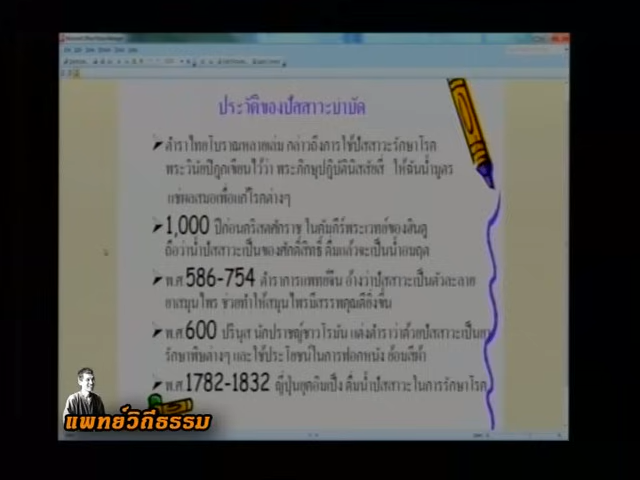 ประวัติของปัสสาวะบำบัด
ตำราไทยโบราณหลายเล่ม กล่าวถึงการใช้ปัสสาวะรักษาโรค
พระวินัยปิฎกเขียนไว้ว่า พระภิกษุปฏิบัตินิสสัยสี่ ให้ฉันน้ำมูตร
แช่ผลสมอเพื่อแก้โรคต่างๆ
1,000 ปีก่อนคริสตศักราช ในคัมภีร์พระเวทย์ของฮินดู
ถือว่าน้ำปัสสาวะเป็นของศักดิ์สิทธิ์ ดื่มแล้วจะเป็นน้ำอมฤต
พ.ศ 586-754 ตำราการแพทย์จีน อ้างว่าปัสสาวะเป็นตัวละลาย
ยาสมุนไพร ช่วยทำให้สมุนไพรมีสรรพคุณดียิ่งขึ้น
พ.ศ 600 ปรินุส นักปราชญ์ชาวโรมัน แต่งตำราว่าด้วยปัสสาวะเป็นยา
รักษาพิษต่างๆ และใช้ประโยชน์ในการฟอกหนัง ย้อมสีผ้า
พ.ศ 1782-1832 ญี่ปุ่นยุคอิมเป็ง ดื่มน้ำปัสสาวะในการรักษาโรค
แพทย์วิถีธรรม